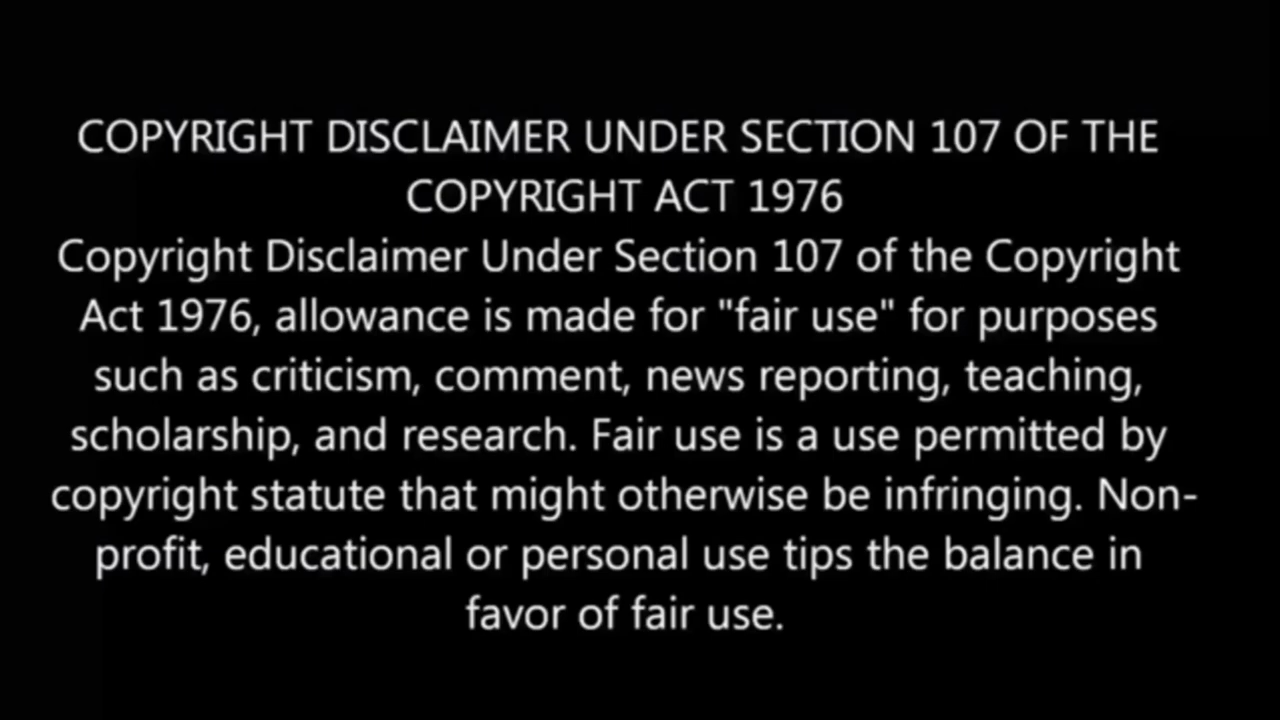 COPYRIGHT DISCLAIMER UNDER SECTION 107 OF THE
COPYRIGHT ACT 1976
Copyright Disclaimer Under Section 107 of the Copyright
Act 1976, allowance is made for "fair use" for purposes
such as criticism, comment, news reporting, teaching,
scholarship, and research. Fair use is a use permitted by
copyright statute that might otherwise be infringing. Non-
profit, educational or personal use tips the balance in
favor of fair use.